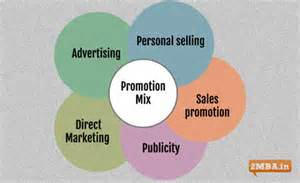 Personal selling
Advertising
Promotion
Mix
Sales
promotion
Direct
Marketing
Publicity
2MBA.in